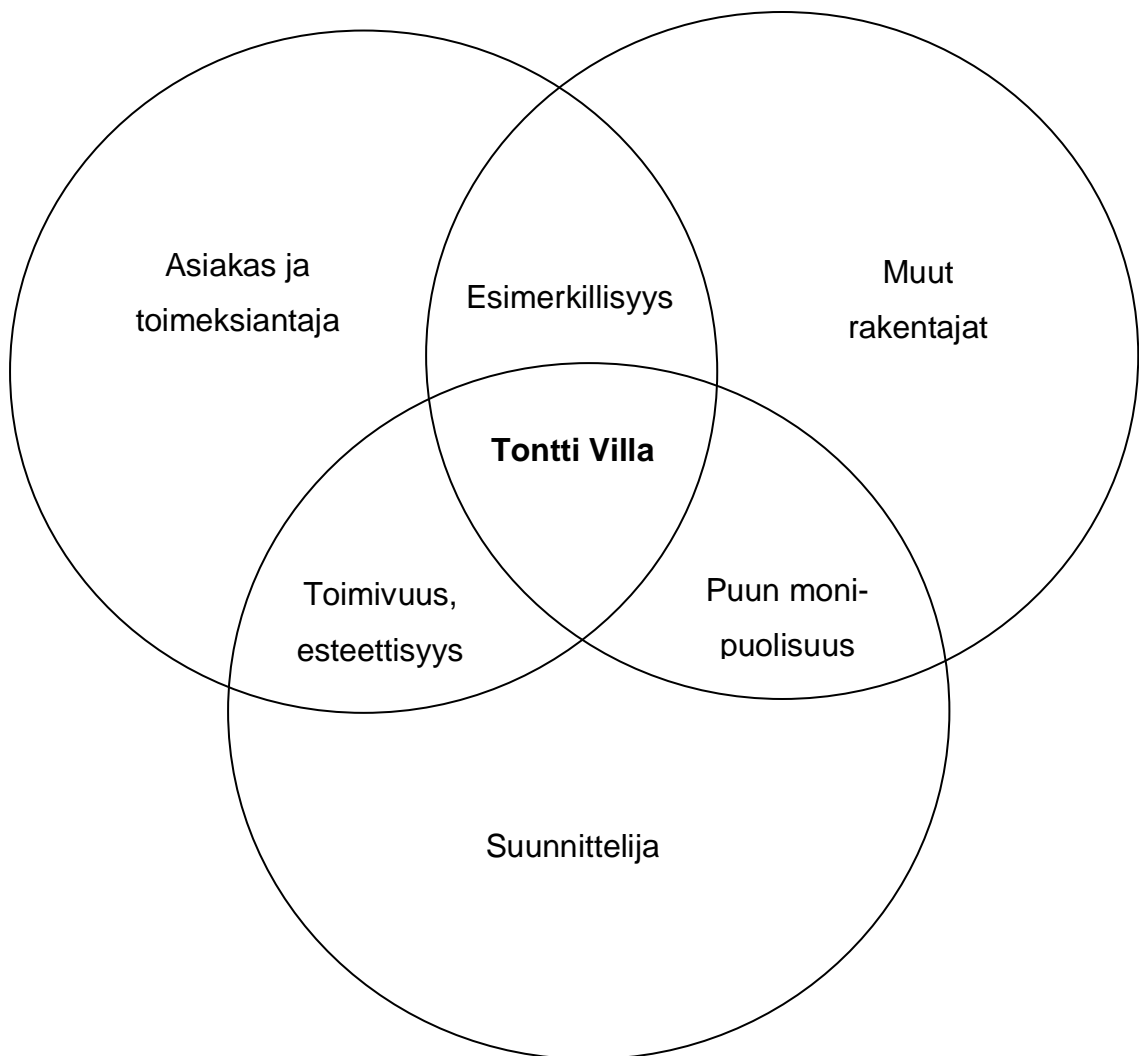 Asiakas ja
toimeksiantaja
Esimerkillisyys
Muut
rakentajat
Tontti Villa
Toimivuus,
esteettisyys
Puun moni-
puolisuus
Suunnittelija